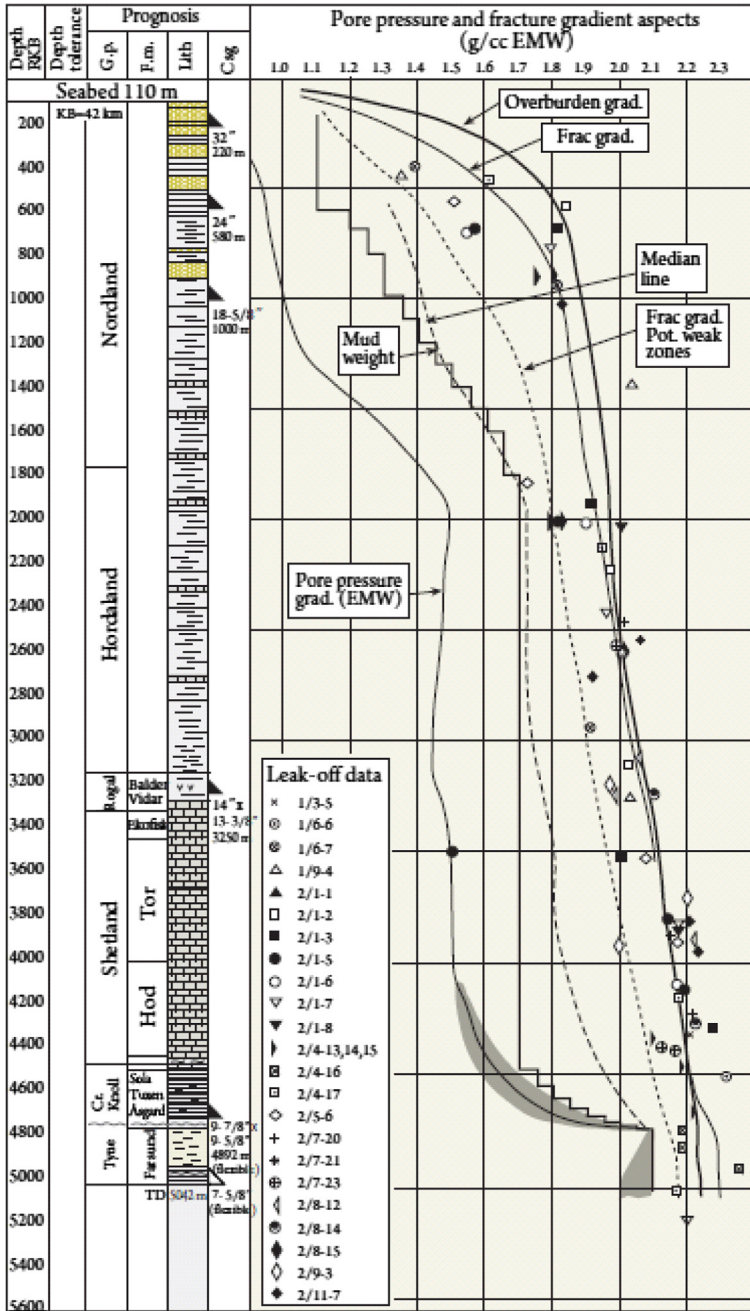 Prognosis
Pore pressure and fracture gradient aspects
(g/cc EMW)
Depth
RKB
Depth
tolerance
G.p.
F.m.
Lith
Csg
1.0 1.1 1.2 1.3 1.4 1.5 1.6 1.7 1.8 1.9 2.0 2.1 2.2 2.3
Seabed 110 m
KB=42 km
200
400
600
800
1000
1200
1400
1600
1800
2000
2200
2400
2600
2800
3000
3200
3400
3600
3800
4000
4200
4400
4600
4800
5000
5200
5400
5600
Nordland
Hordaland
Rogal
Shetland
Cr. Knoll
Tyne
Balder
Vidar
Ekofisk
Tor
Hod
Sola
Tuxen
Asgard
Farsund
TD 5042 m
32"
220 m
24"
580 m
18-5/8"
1000 m
14"x
13-3/8"
3250 m
9-7/8"x
9-5/8"
4892 m
(flexible)
7-5/8"
(flexible)
Overburden grad.
Frac grad.
Median
line
Frac grad.
Pot. weak
zones
Mud
weight
Pore pressure
grad. (EMW)
Leak-off data
1/3-5
1/6-6
1/6-7
1/9-4
2/1-1
2/1-2
2/1-3
2/1-5
2/1-6
2/1-7
2/1-8
2/4-13,14,15
2/4-16
2/4-17
2/5-6
2/7-20
2/7-21
2/7-23
2/8-12
2/8-14
2/8-15
2/9-3
2/11-7